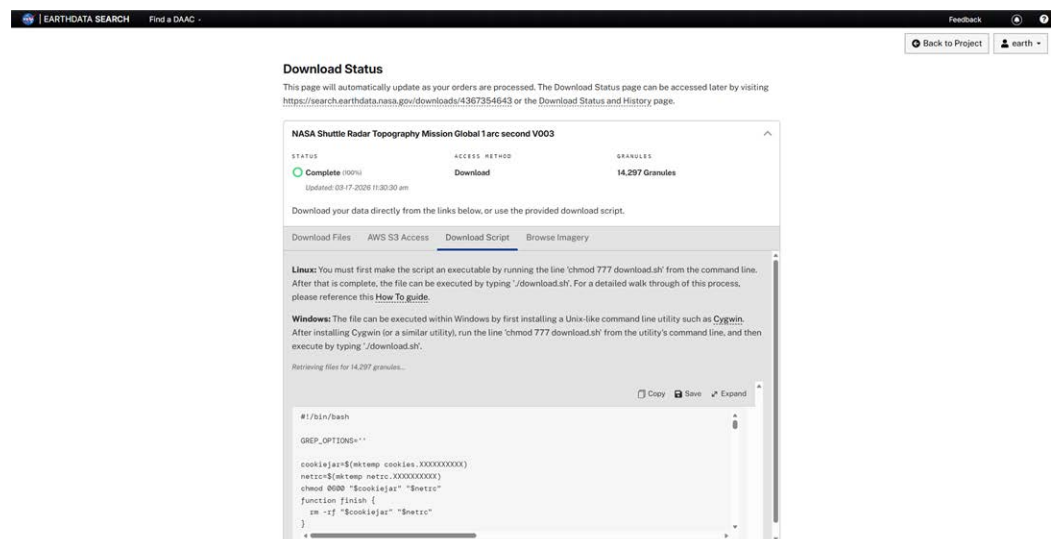 EARTHDATA SEARCH
Find a DAAC
Feedback
Back to Project
earth
Download Status
This page will automatically update as your orders are processed. The Download Status page can be accessed later by visiting
https://search.earthdata.nasa.gov/downloads/4367354643 or the Download Status and History page.
NASA Shuttle Radar Topography Mission Global 1 arc second V003
STATUS ACCESS METHOD GRANULES
Complete (100%) Download 14,297 Granules
Updated: 03-17-2026 11:30:30 am
Download your data directly from the links below, or use the provided download script.
Download Files AWS S3 Access Download Script Browse Imagery
Linux: You must first make the script an executable by running the line 'chmod 777 download.sh' from the command line.
After that is complete, the file can be executed by typing './download.sh'. For a detailed walk through of this process,
please reference this How To guide.
Windows: The file can be executed within Windows by first installing a Unix-like command line utility such as Cygwin.
After installing Cygwin (or a similar utility), run the line 'chmod 777 download.sh' from the utility's command line, and then
execute by typing './download.sh'.
Retrieving files for 14,297 granules...
Copy Save Expand
#!/bin/bash
GREP_OPTIONS=''
cookiejar=$(mktemp cookies.XXXXXXXXXX)
netrc=$(mktemp netrc.XXXXXXXXXX)
chmod 0600 "$cookiejar" "$netrc"
function finish {
rm -rf "$cookiejar" "$netrc"
}